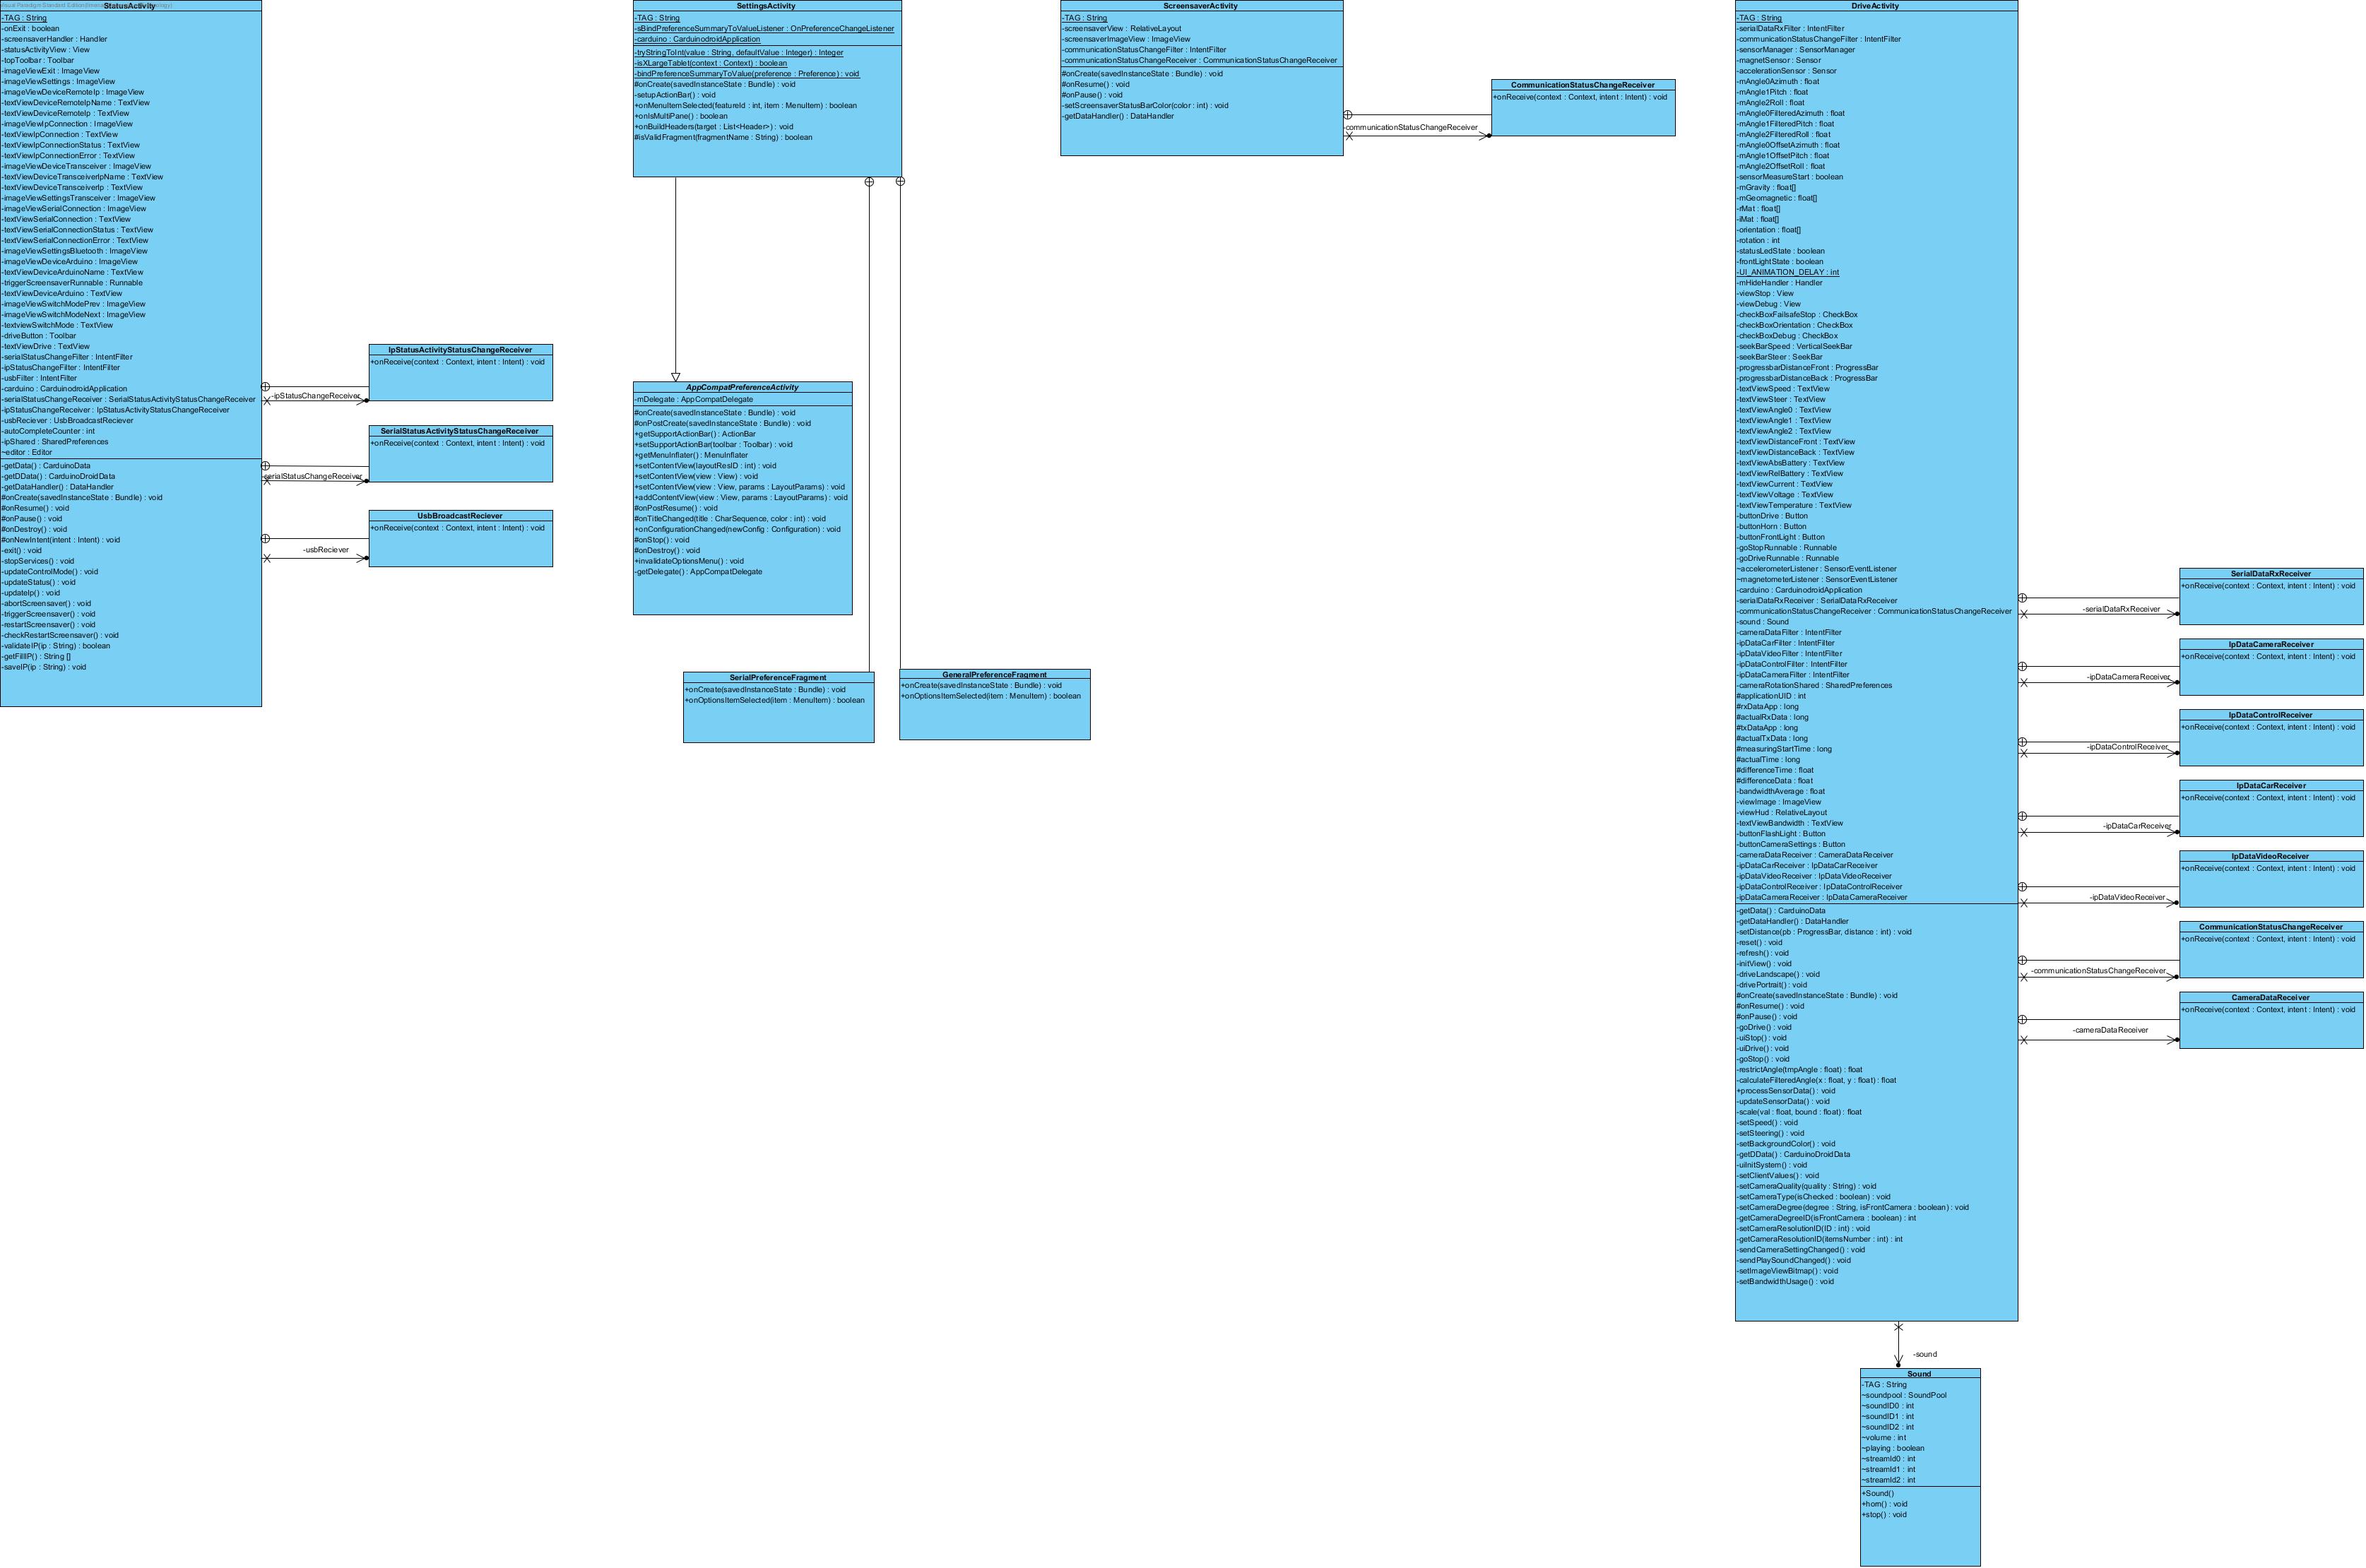 StatusActivity
-TAG : String
-onExit : boolean
-screensaverHandler : Handler
-statusActivityView : View
-topToolbar : Toolbar
-imageViewExit : ImageView
-imageViewSettings : ImageView
-imageViewDeviceRemoteIp : ImageView
-textViewDeviceRemoteIpName : TextView
-textViewDeviceRemoteIp : TextView
-imageViewIpConnection : ImageView
-textViewIpConnection : TextView
-textViewIpConnectionStatus : TextView
-textViewIpConnectionError : TextView
-imageViewDeviceTransceiver : ImageView
-textViewDeviceTransceiverIpName : TextView
-textViewDeviceTransceiverIp : TextView
-imageViewSettingsTransceiver : ImageView
-imageViewSerialConnection : ImageView
-textViewSerialConnection : TextView
-textViewSerialConnectionStatus : TextView
-textViewSerialConnectionError : TextView
-imageViewSettingsBluetooth : ImageView
-imageViewDeviceArduino : ImageView
-textViewDeviceArduinoName : TextView
-triggerScreensaverRunnable : Runnable
-textViewDeviceArduino : TextView
-imageViewSwitchModePrev : ImageView
-imageViewSwitchModeNext : ImageView
-textviewSwitchMode : TextView
-driveButton : Toolbar
-textViewDrive : TextView
-serialStatusChangeFilter : IntentFilter
-ipStatusChangeFilter : IntentFilter
-usbFilter : IntentFilter
-carduino : CarduinodroidApplication
-serialStatusChangeReceiver : SerialStatusActivityStatusChangeReceiver
-ipStatusChangeReceiver : IpStatusActivityStatusChangeReceiver
-usbReciever : UsbBroadcastReciever
-autoCompleteCounter : int
-ipShared : SharedPreferences
~editor : Editor
-getData() : CarduinoData
-getDData() : CarduinoDroidData
-getDataHandler() : DataHandler
#onCreate(savedInstanceState : Bundle) : void
#onResume() : void
#onPause() : void
#onDestroy() : void
#onNewIntent(intent : Intent) : void
-exit() : void
-stopServices() : void
-updateControlMode() : void
-updateStatus() : void
-updateIp() : void
-abortScreensaver() : void
-triggerScreensaver() : void
-restartScreensaver() : void
-checkRestartScreensaver() : void
-validateIP(ip : String) : boolean
-getFillIP() : String []
-saveIP(ip : String) : void
IpStatusActivityStatusChangeReceiver
+onReceive(context : Context, intent : Intent) : void
-ipStatusChangeReceiver
SerialStatusActivityStatusChangeReceiver
+onReceive(context : Context, intent : Intent) : void
-serialStatusChangeReceiver
UsbBroadcastReciever
+onReceive(context : Context, intent : Intent) : void
-usbReciever
SettingsActivity
-TAG : String
-sBindPreferenceSummaryToValueListener : OnPreferenceChangeListener
-carduino : CarduinodroidApplication
-tryStringToInt(value : String, defaultValue : Integer) : Integer
-isXLargeTablet(context : Context) : boolean
-bindPreferenceSummaryToValue(preference : Preference) : void
#onCreate(savedInstanceState : Bundle) : void
-setupActionBar() : void
+onMenuItemSelected(featureId : int, item : MenuItem) : boolean
+onIsMultiPane() : boolean
+onBuildHeaders(target : List<Header>) : void
#isValidFragment(fragmentName : String) : boolean
AppCompatPreferenceActivity
-mDelegate : AppCompatDelegate
#onCreate(savedInstanceState : Bundle) : void
#onPostCreate(savedInstanceState : Bundle) : void
+getSupportActionBar() : ActionBar
+setSupportActionBar(toolbar : Toolbar) : void
+getMenuInflater() : MenuInflater
+setContentView(layoutResID : int) : void
+setContentView(view : View) : void
+setContentView(view : View, params : LayoutParams) : void
+addContentView(view : View, params : LayoutParams) : void
#onPostResume() : void
#onTitleChanged(title : CharSequence, color : int) : void
+onConfigurationChanged(newConfig : Configuration) : void
#onStop() : void
#onDestroy() : void
+invalidateOptionsMenu() : void
-getDelegate() : AppCompatDelegate
SerialPreferenceFragment
+onCreate(savedInstanceState : Bundle) : void
+onOptionsItemSelected(item : MenuItem) : boolean
GeneralPreferenceFragment
+onCreate(savedInstanceState : Bundle) : void
+onOptionsItemSelected(item : MenuItem) : boolean
ScreensaverActivity
-TAG : String
-screensaverView : RelativeLayout
-screensaverImageView : ImageView
-communicationStatusChangeFilter : IntentFilter
-communicationStatusChangeReceiver : CommunicationStatusChangeReceiver
#onCreate(savedInstanceState : Bundle) : void
#onResume() : void
#onPause() : void
-setScreensaverStatusBarColor(color : int) : void
-getDataHandler() : DataHandler
CommunicationStatusChangeReceiver
+onReceive(context : Context, intent : Intent) : void
-communicationStatusChangeReceiver
DriveActivity
-TAG : String
-serialDataRxFilter : IntentFilter
-communicationStatusChangeFilter : IntentFilter
-sensorManager : SensorManager
-magnetSensor : Sensor
-accelerationSensor : Sensor
-mAngle0Azimuth : float
-mAngle1Pitch : float
-mAngle2Roll : float
-mAngle0FilteredAzimuth : float
-mAngle1FilteredPitch : float
-mAngle2FilteredRoll : float
-mAngle0OffsetAzimuth : float
-mAngle1OffsetPitch : float
-mAngle2OffsetRoll : float
-sensorMeasureStart : boolean
-mGravity : float[]
-mGeomagnetic : float[]
-rMat : float[]
-iMat : float[]
-orientation : float[]
-rotation : int
-statusLedState : boolean
-frontLightState : boolean
-UI_ANIMATION_DELAY : int
-mHideHandler : Handler
-viewStop : View
-viewDebug : View
-checkBoxFailsafeStop : CheckBox
-checkBoxOrientation : CheckBox
-checkBoxDebug : CheckBox
-seekBarSpeed : VerticalSeekBar
-seekBarSteer : SeekBar
-progressbarDistanceFront : ProgressBar
-progressbarDistanceBack : ProgressBar
-textViewSpeed : TextView
-textViewSteer : TextView
-textViewAngle0 : TextView
-textViewAngle1 : TextView
-textViewAngle2 : TextView
-textViewDistanceFront : TextView
-textViewDistanceBack : TextView
-textViewAbsBattery : TextView
-textViewRelBattery : TextView
-textViewCurrent : TextView
-textViewVoltage : TextView
-textViewTemperature : TextView
-buttonDrive : Button
-buttonHorn : Button
-buttonFrontLight : Button
-goStopRunnable : Runnable
-goDriveRunnable : Runnable
~accelerometerListener : SensorEventListener
~magnetometerListener : SensorEventListener
-carduino : CarduinodroidApplication
-serialDataRxReceiver : SerialDataRxReceiver
-communicationStatusChangeReceiver : CommunicationStatusChangeReceiver
-sound : Sound
-cameraDataFilter : IntentFilter
-ipDataCarFilter : IntentFilter
-ipDataVideoFilter : IntentFilter
-ipDataControlFilter : IntentFilter
-ipDataCameraFilter : IntentFilter
-cameraRotationShared : SharedPreferences
#applicationUID : int
#rxDataApp : long
#actualRxData : long
#txDataApp : long
#actualTxData : long
#measuringStartTime : long
#actualTime : long
#differenceTime : float
#differenceData : float
-bandwidthAverage : float
-viewImage : ImageView
-viewHud : RelativeLayout
-textViewBandwidth : TextView
-buttonFlashLight : Button
-buttonCameraSettings : Button
-cameraDataReceiver : CameraDataReceiver
-ipDataCarReceiver : IpDataCarReceiver
-ipDataVideoReceiver : IpDataVideoReceiver
-ipDataControlReceiver : IpDataControlReceiver
-ipDataCameraReceiver : IpDataCameraReceiver
-getData() : CarduinoData
-getDataHandler() : DataHandler
-setDistance(pb : ProgressBar, distance : int) : void
-reset() : void
-refresh() : void
-initView() : void
-driveLandscape() : void
-drivePortrait() : void
#onCreate(savedInstanceState : Bundle) : void
#onResume() : void
#onPause() : void
-goDrive() : void
-uiStop() : void
-uiDrive() : void
-goStop() : void
-restrictAngle(tmpAngle : float) : float
-calculateFilteredAngle(x : float, y : float) : float
+processSensorData() : void
-updateSensorData() : void
-scale(val : float, bound : float) : float
-setSpeed() : void
-setSteering() : void
-setBackgroundColor() : void
-getDData() : CarduinoDroidData
-uiInitSystem() : void
-setClientValues() : void
-setCameraQuality(quality : String) : void
-setCameraType(isChecked : boolean) : void
-setCameraDegree(degree : String, isFrontCamera : boolean) : void
-getCameraDegreeID(isFrontCamera : boolean) : int
-setCameraResolutionID(ID : int) : void
-getCameraResolutionID(itemsNumber : int) : int
-sendCameraSettingChanged() : void
-sendPlaySoundChanged() : void
-setImageViewBitmap() : void
-setBandwidthUsage() : void
SerialDataRxReceiver
+onReceive(context : Context, intent : Intent) : void
-serialDataRxReceiver
IpDataCameraReceiver
+onReceive(context : Context, intent : Intent) : void
-ipDataCameraReceiver
IpDataControlReceiver
+onReceive(context : Context, intent : Intent) : void
-ipDataControlReceiver
IpDataCarReceiver
+onReceive(context : Context, intent : Intent) : void
-ipDataCarReceiver
IpDataVideoReceiver
+onReceive(context : Context, intent : Intent) : void
-ipDataVideoReceiver
CommunicationStatusChangeReceiver
+onReceive(context : Context, intent : Intent) : void
-communicationStatusChangeReceiver
CameraDataReceiver
+onReceive(context : Context, intent : Intent) : void
-cameraDataReceiver
-sound
Sound
-TAG : String
~soundpool : SoundPool
~soundID0 : int
~soundID1 : int
~soundID2 : int
~volume : int
~playing : boolean
~streamId0 : int
~streamId1 : int
~streamId2 : int
+Sound()
+horn() : void
+stop() : void